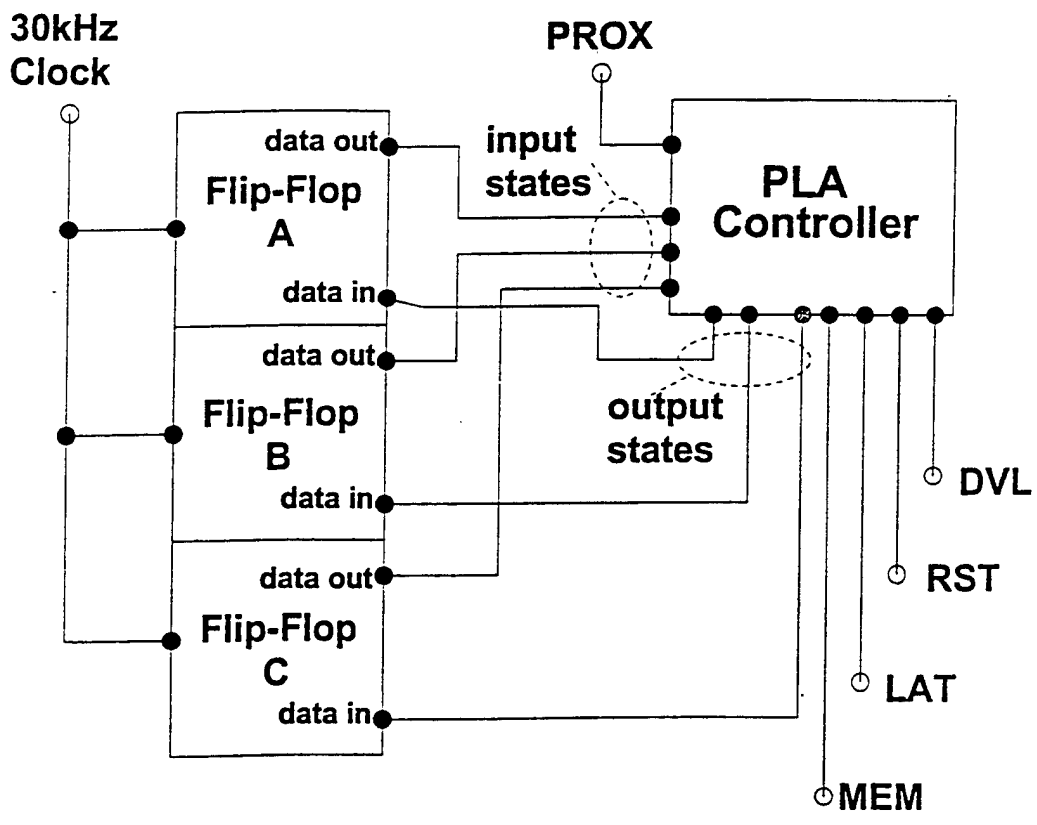 30kHz
Clock
PROX
data out
Flip-Flop
A
data in
input
states
PLA
Controller
data out
Flip-Flop
B
data in
output
states
data out
Flip-Flop
C
data in
DVL
RST
LAT
MEM